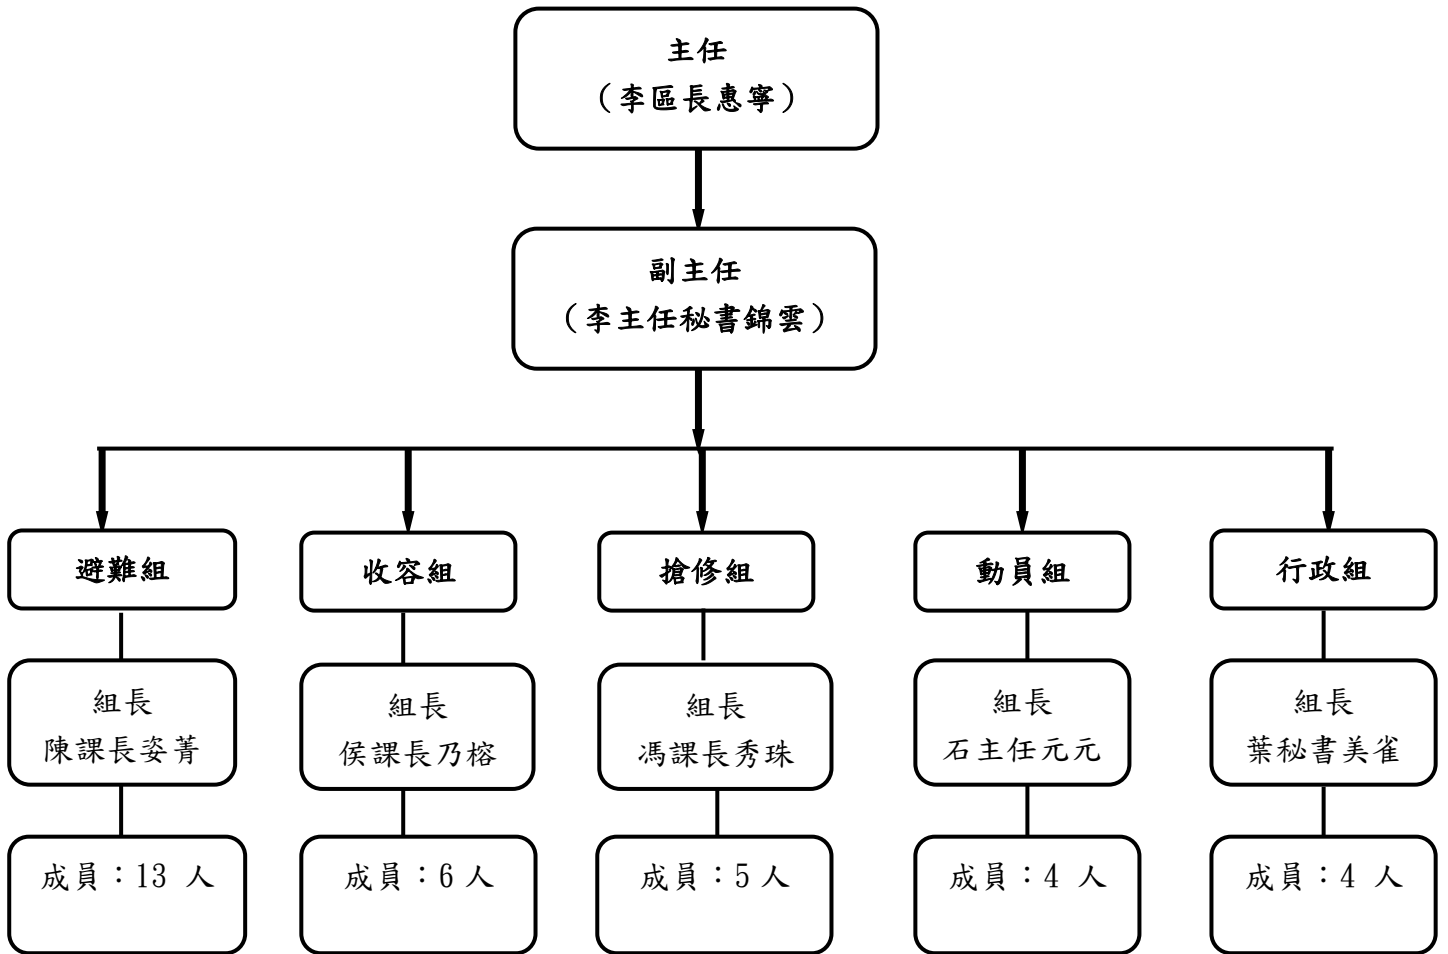 主任
（李區長惠寧）
副主任
（李主任秘書錦雲）
避難組
收容組
搶修組
動員組
行政組
組長
陳課長姿菁
組長
侯課長乃榕
組長
馮課長秀珠
組長
石主任元元
組長
葉秘書美雀
成員：13 人
成員：6人
成員：5人
成員：4 人
成員：4 人